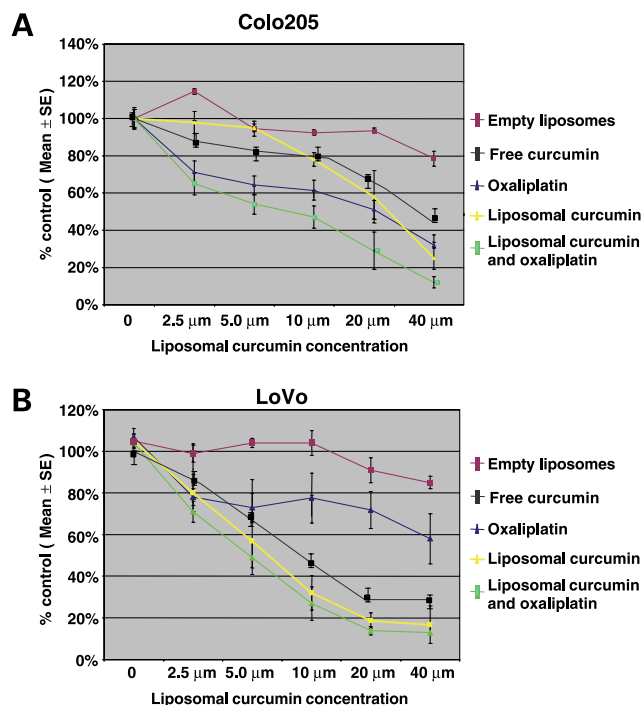 A
Colo205
140%
120%
100%
80%
60%
40%
20%
0%
% control ( Mean ± SE)
0 2.5 μm 5.0 μm 10 μm 20 μm 40 μm
Liposomal curcumin concentration
Empty liposomes
Free curcumin
Oxaliplatin
Liposomal curcumin
Liposomal curcumin
and oxaliplatin
B
LoVo
120%
100%
80%
60%
40%
20%
0%
% control ( Mean ± SE)
0 2.5 μm 5.0 μm 10 μm 20 μm 40 μm
Liposomal curcumin concentration
Empty liposomes
Free curcumin
Oxaliplatin
Liposomal curcumin
Liposomal curcumin
and oxaliplatin